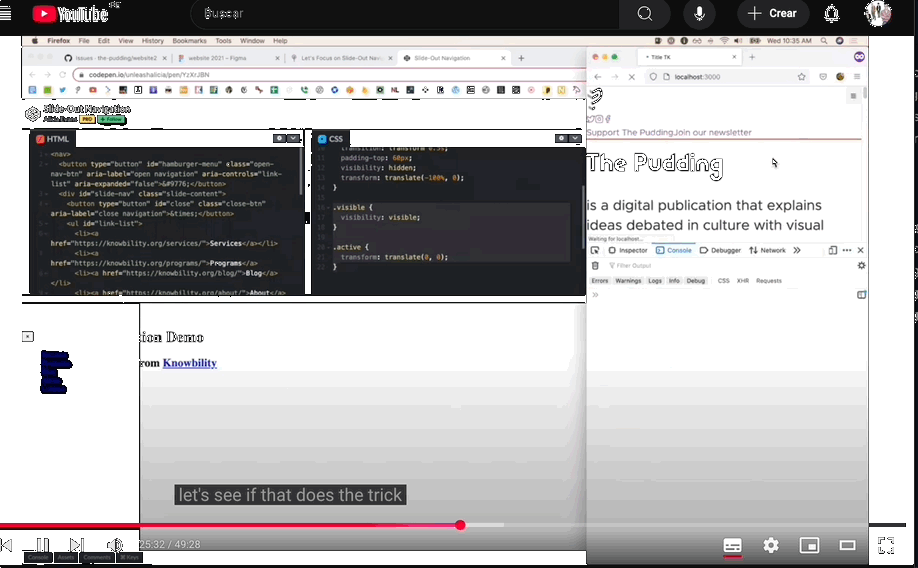 YouTube
Buscar
Crear
Firefox File Edit View History Bookmarks Tools Window Help
Wed 10:35 AM
Issues · the-pudding/website2
website 2021 – Figma
Let's Focus on Slide-Out Nav
Slide-Out Navigation
Title TK
codepen.io/unleashalicia/pen/YzXrJBN
localhost:3000
Slide-Out Navigation
PRO + Follow
HTML
<nav>
<button type="button" id="hamburger-menu" class="open-
nav-btn" aria-label="open navigation" aria-controls="link-
list" aria-expanded="false">&#9776;</button>
<div id="slide-nav" class="slide-content">
<button type="button" id="close" class="close-btn"
aria-label="close navigation">&times;</button>
<ul id="link-list">
<li><a
href="https://knowbility.org/services/">Services</a></li>
<li><a
href="https://knowbility.org/programs/">Programs</a>
<li><a href="https://knowbility.org/blog/">Blog</a>
</li>
<li><a href="https://knowbility.org/about/">About</a>
CSS
transition: transform 0.5s;
padding-top: 60px;
visibility: hidden;
transform: translate(-100%, 0);
}
.visible {
visibility: visible;
}
.active {
transform: translate(0, 0);
}
Support The PuddingJoin our newsletter
The Pudding
is a digital publication that explains
ideas debated in culture with visual
Waiting for localhost...
Inspector Console Debugger Network
Filter Output
Errors Warnings Logs Info Debug CSS XHR Requests
ion Demo
rom Knowbility
let's see if that does the trick
25:32 / 49:28
Console Assets Comments ⌘ Keys